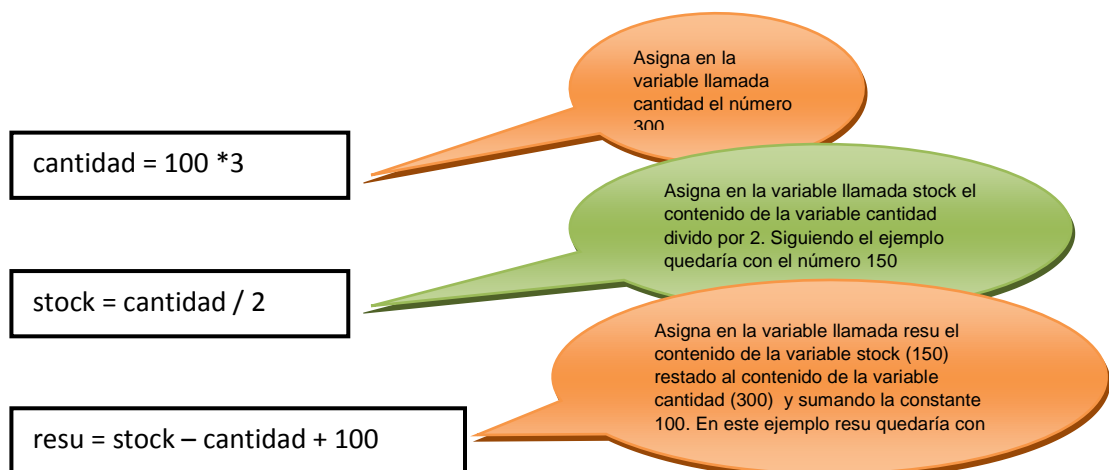 Asigna en la
variable llamada
cantidad el número
300
cantidad = 100 *3
Asigna en la variable llamada stock el
contenido de la variable cantidad
divido por 2. Siguiendo el ejemplo
quedaría con el número 150
stock = cantidad / 2
Asigna en la variable llamada resu el
contenido de la variable stock (150)
restado al contenido de la variable
cantidad (300) y sumando la constante
100. En este ejemplo resu quedaría con
resu = stock – cantidad + 100